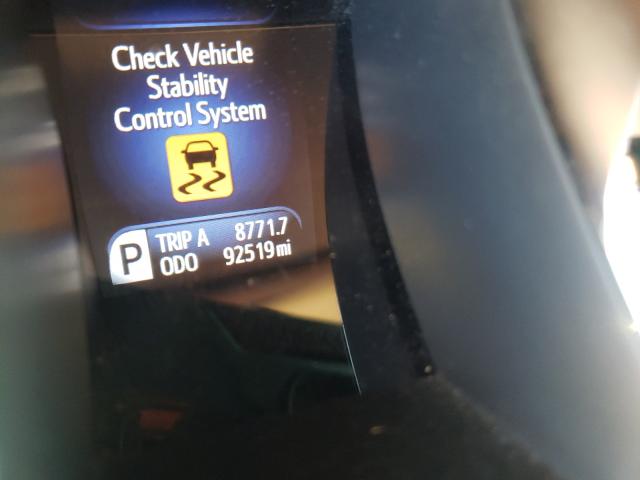 Check Vehicle
Stability
Control System
P TRIP A 8771.7
ODO 92519 mi